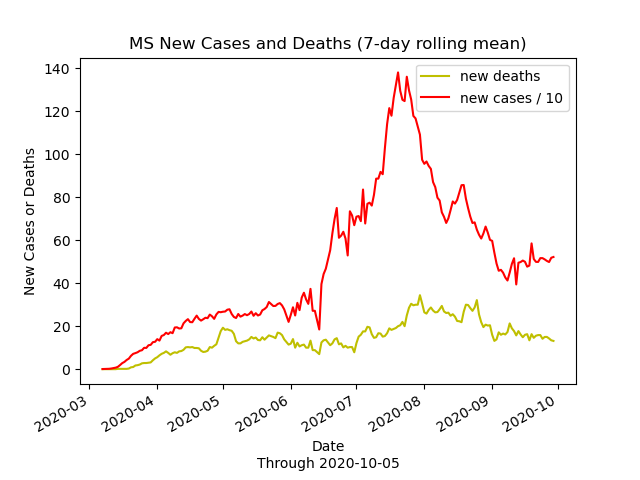 MS New Cases and Deaths (7-day rolling mean)
new deaths
new cases / 10
New Cases or Deaths
140
120
100
80
60
40
20
0
2020-03
2020-04
2020-05
2020-06
2020-07
2020-08
2020-09
2020-10
Date
Through 2020-10-05